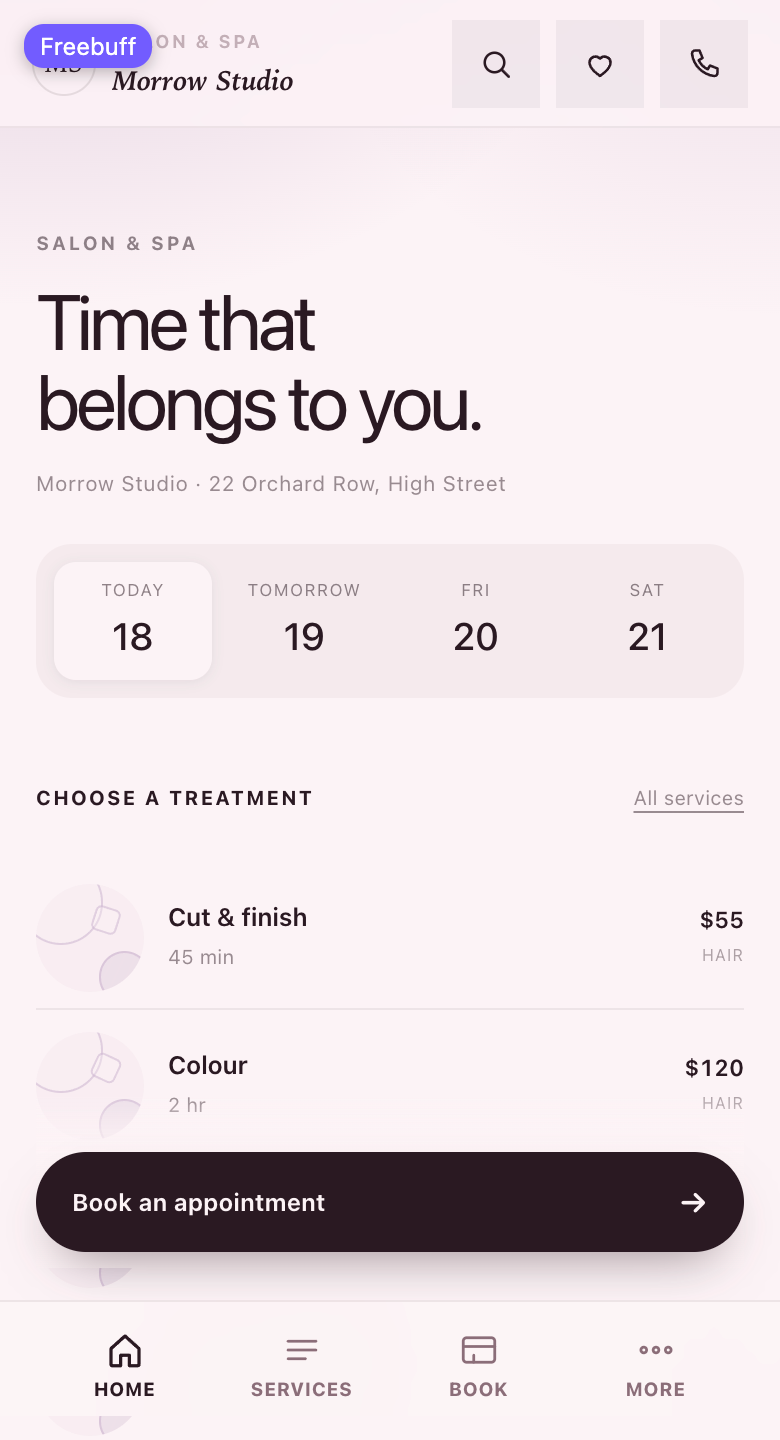 Freebuff
ON & SPA
MS
Morrow Studio
SALON & SPA
Time that
belongs to you.
Morrow Studio · 22 Orchard Row, High Street
TODAY
18
TOMORROW
19
FRI
20
SAT
21
CHOOSE A TREATMENT
All services
Cut & finish
45 min
$55
HAIR
Colour
2 hr
$120
HAIR
Book an appointment
HOME
SERVICES
BOOK
MORE